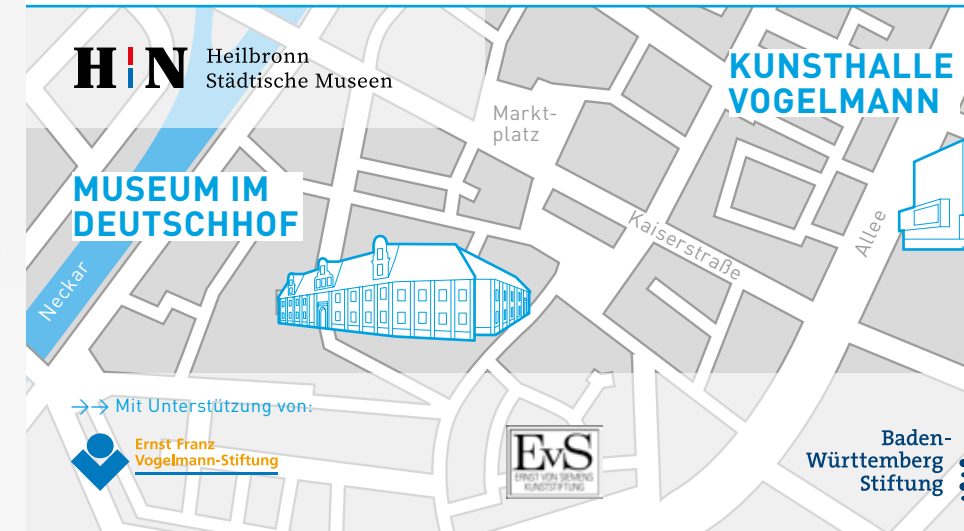 H:N
Heilbronn
Städtische Museen
KUNSTHALLE
VOGELMANN
Markt-
platz
MUSEUM IM
DEUTSCHHOF
Kaiserstraße
Allee
Neckar
→→ Mit Unterstützung von:
Ernst Franz
Vogelmann-Stiftung
EvS
ERNST VON SIEMENS
KUNSTSTIFTUNG
Baden-
Württemberg
Stiftung